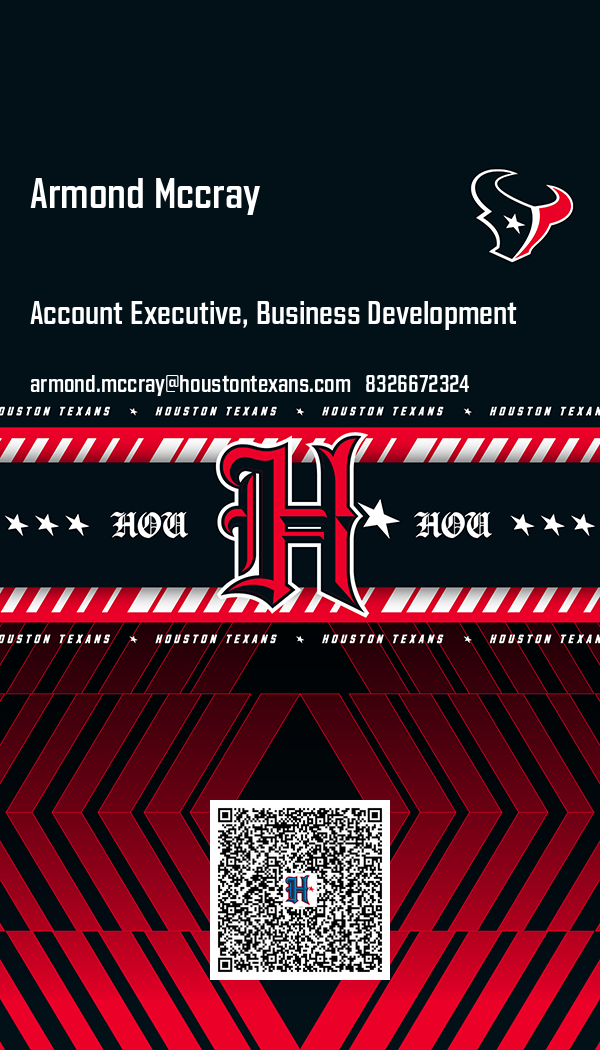 Armond Mccray
Account Executive, Business Development
armond.mccray@houstontexans.com 8326672324
OUSTON TEXANS HOUSTON TEXANS HOUSTON TEXANS HOUSTON TEXAN
HOU H HOU
OUSTON TEXANS HOUSTON TEXANS HOUSTON TEXANS HOUSTON TEXAN
H